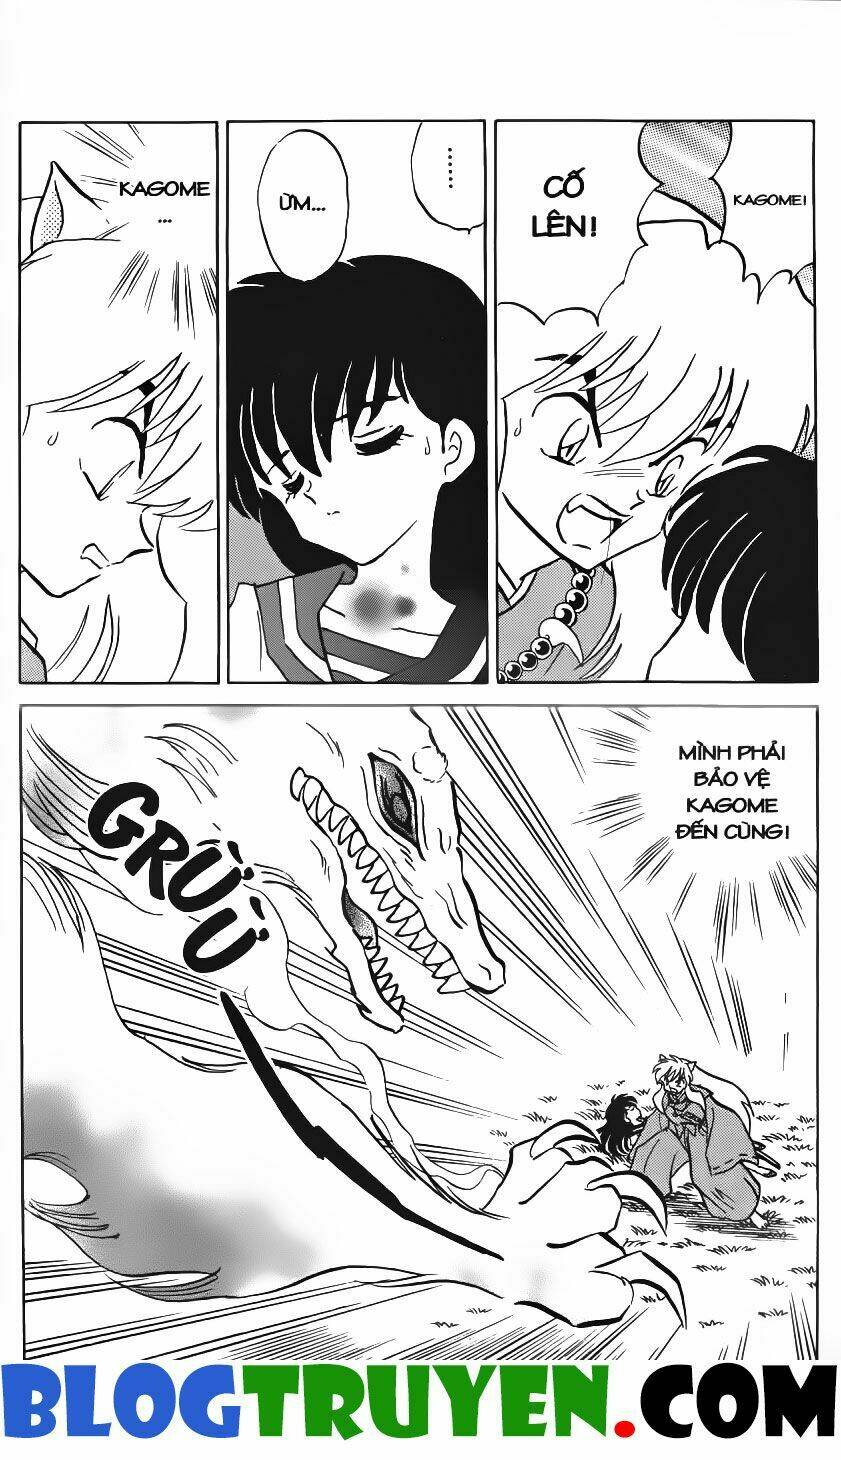 KAGOME!
CỐ
LÊN!
........
ỪM...
KAGOME
...
MÌNH PHẢI
BẢO VỆ
KAGOME
ĐẾN CÙNG!
GRỪỪ
BLOGTRUYEN.COM